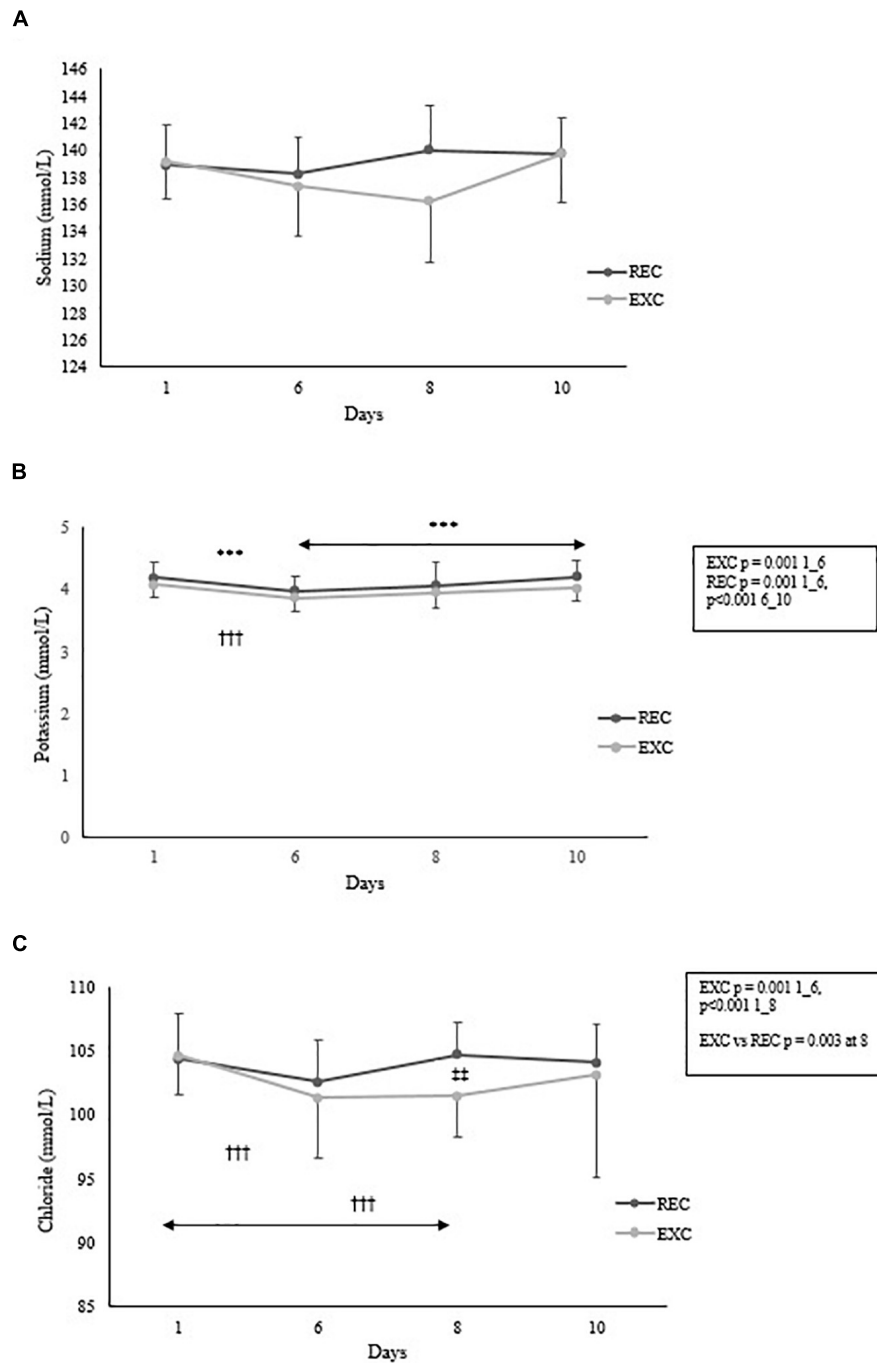 A
146
144
142
140
138
136
134
132
130
128
126
124
Sodium (mmol/L)
REC
EXC
1 6 8 10
Days
B
5
4
3
2
1
0
Potassium (mmol/L)
***
***
†††
EXC p = 0.001 1_6
REC p = 0.001 1_6,
p<0.001 6_10
REC
EXC
1 6 8 10
Days
C
110
105
100
95
90
85
Chloride (mmol/L)
‡‡
†††
†††
EXC p = 0.001 1_6,
p<0.001 1_8
EXC vs REC p = 0.003 at 8
REC
EXC
1 6 8 10
Days